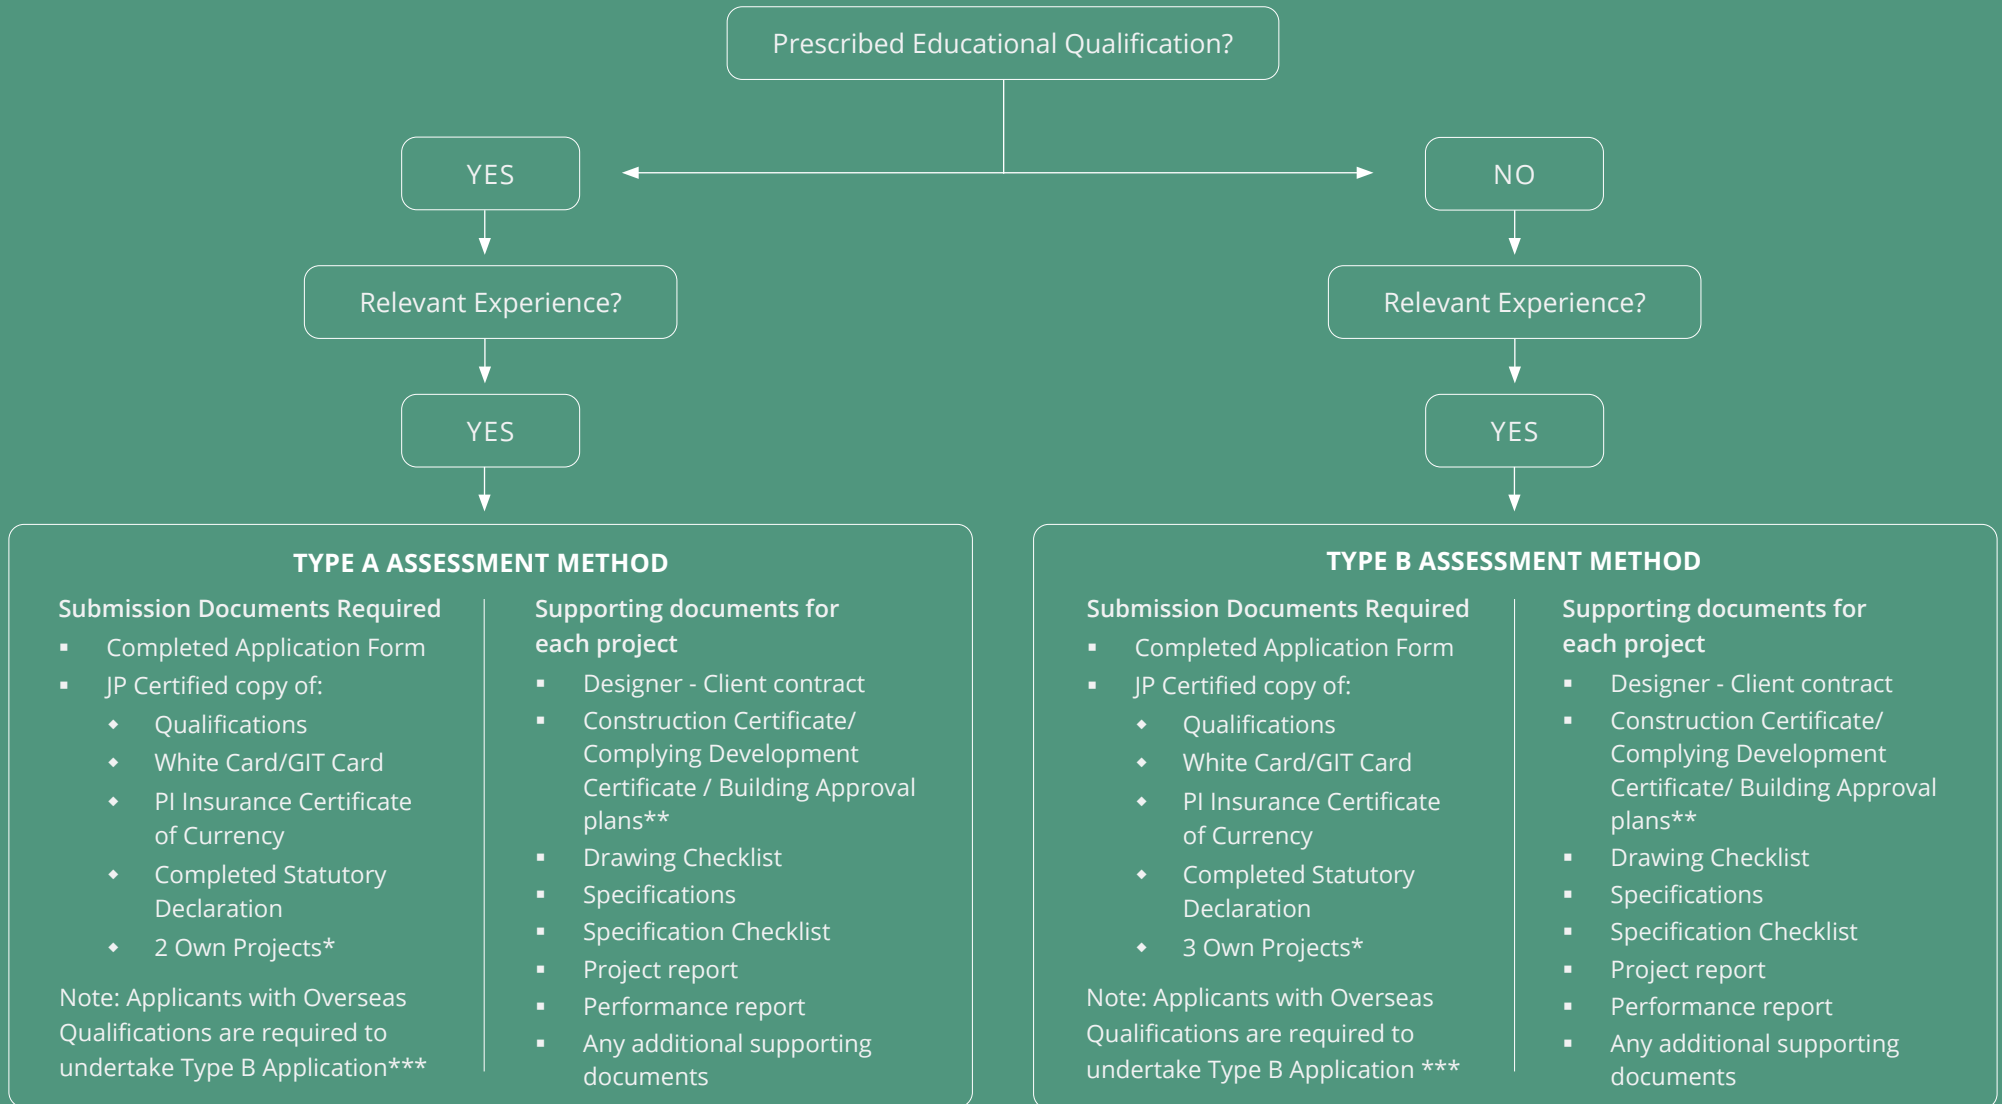 Prescribed Educational Qualification?
YES
NO
Relevant Experience?
Relevant Experience?
YES
YES
TYPE A ASSESSMENT METHOD
Submission Documents Required
▪ Completed Application Form
▪ JP Certified copy of:
◆ Qualifications
◆ White Card/GIT Card
◆ PI Insurance Certificate
of Currency
◆ Completed Statutory
Declaration
◆ 2 Own Projects*
Note: Applicants with Overseas
Qualifications are required to
undertake Type B Application***
Supporting documents for
each project
▪ Designer - Client contract
▪ Construction Certificate/
Complying Development
Certificate / Building Approval
plans**
▪ Drawing Checklist
▪ Specifications
▪ Specification Checklist
▪ Project report
▪ Performance report
▪ Any additional supporting
documents
TYPE B ASSESSMENT METHOD
Submission Documents Required
▪ Completed Application Form
▪ JP Certified copy of:
◆ Qualifications
◆ White Card/GIT Card
◆ PI Insurance Certificate
of Currency
◆ Completed Statutory
Declaration
◆ 3 Own Projects*
Note: Applicants with Overseas
Qualifications are required to
undertake Type B Application ***
Supporting documents for
each project
▪ Designer - Client contract
▪ Construction Certificate/
Complying Development
Certificate/ Building Approval
plans**
▪ Drawing Checklist
▪ Specifications
▪ Specification Checklist
▪ Project report
▪ Performance report
▪ Any additional supporting
documents